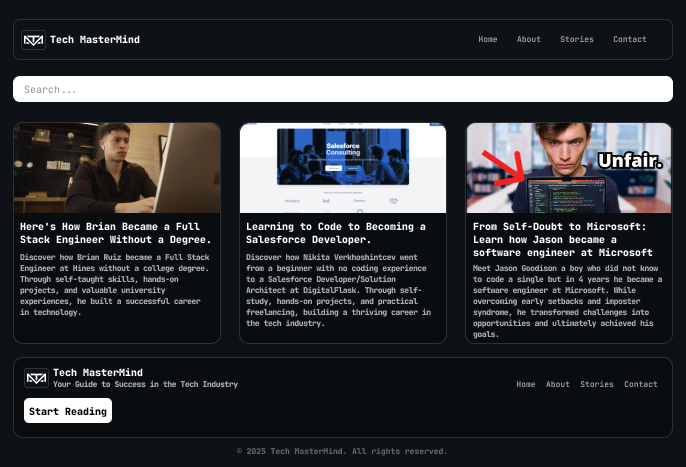 Tech MasterMind
Home About Stories Contact
Search...
Salesforce
Consulting
Unfair.
Here's How Brian Became a Full
Stack Engineer Without a Degree.
Discover how Brian Ruiz became a Full Stack
Engineer at Hines without a college degree.
Through self-taught skills, hands-on
projects, and valuable university
experiences, he built a successful career
in technology.
Learning to Code to Becoming a
Salesforce Developer.
Discover how Nikita Verkhoshintcev went
from a beginner with no coding experience
to a Salesforce Developer/Solution
Architect at DigitalFlask. Through self-
study, hands-on projects, and practical
freelancing, building a thriving career in
the tech industry.
From Self-Doubt to Microsoft:
Learn how Jason became a
software engineer at Microsoft
Meet Jason Goodison a boy who did not know
to code a single but in 4 years he became a
software engineer at Microsoft. While
overcoming early setbacks and imposter
syndrome, he transformed challenges into
opportunities and ultimately achieved his
goals.
Tech MasterMind
Your Guide to Success in the Tech Industry
Home About Stories Contact
Start Reading
© 2025 Tech MasterMind. All rights reserved.